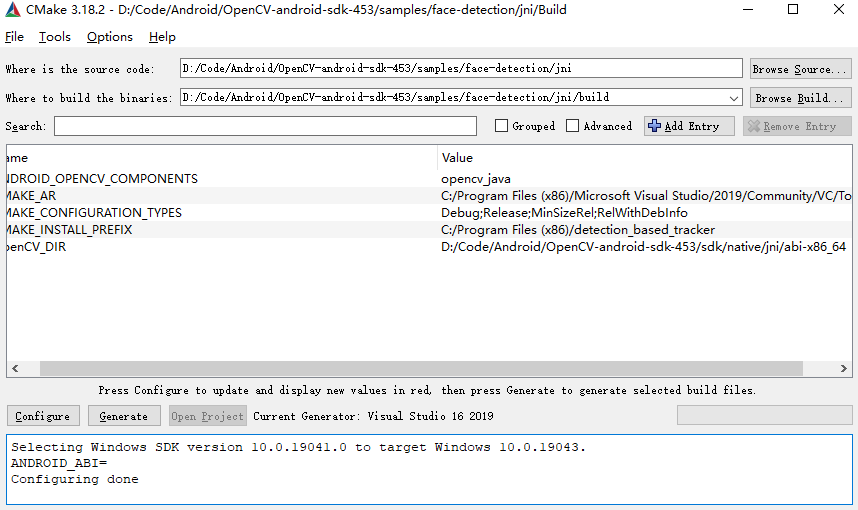 CMake 3.18.2 - D:/Code/Android/OpenCV-android-sdk-453/samples/face-detection/jni/Build
File Tools Options Help
Where is the source code: D:/Code/Android/OpenCV-android-sdk-453/samples/face-detection/jni Browse Source...
Where to build the binaries: D:/Code/Android/OpenCV-android-sdk-453/samples/face-detection/jni/build Browse Build...
Search: Grouped Advanced Add Entry Remove Entry
ame Value
NDROID_OPENCV_COMPONENTS opencv_java
MAKE_AR C:/Program Files (x86)/Microsoft Visual Studio/2019/Community/VC/To
MAKE_CONFIGURATION_TYPES Debug;Release;MinSizeRel;RelWithDebInfo
MAKE_INSTALL_PREFIX C:/Program Files (x86)/detection_based_tracker
penCV_DIR D:/Code/Android/OpenCV-android-sdk-453/sdk/native/jni/abi-x86_64
Press Configure to update and display new values in red, then press Generate to generate selected build files.
Configure Generate Open Project Current Generator: Visual Studio 16 2019
Selecting Windows SDK version 10.0.19041.0 to target Windows 10.0.19043.
ANDROID_ABI=
Configuring done